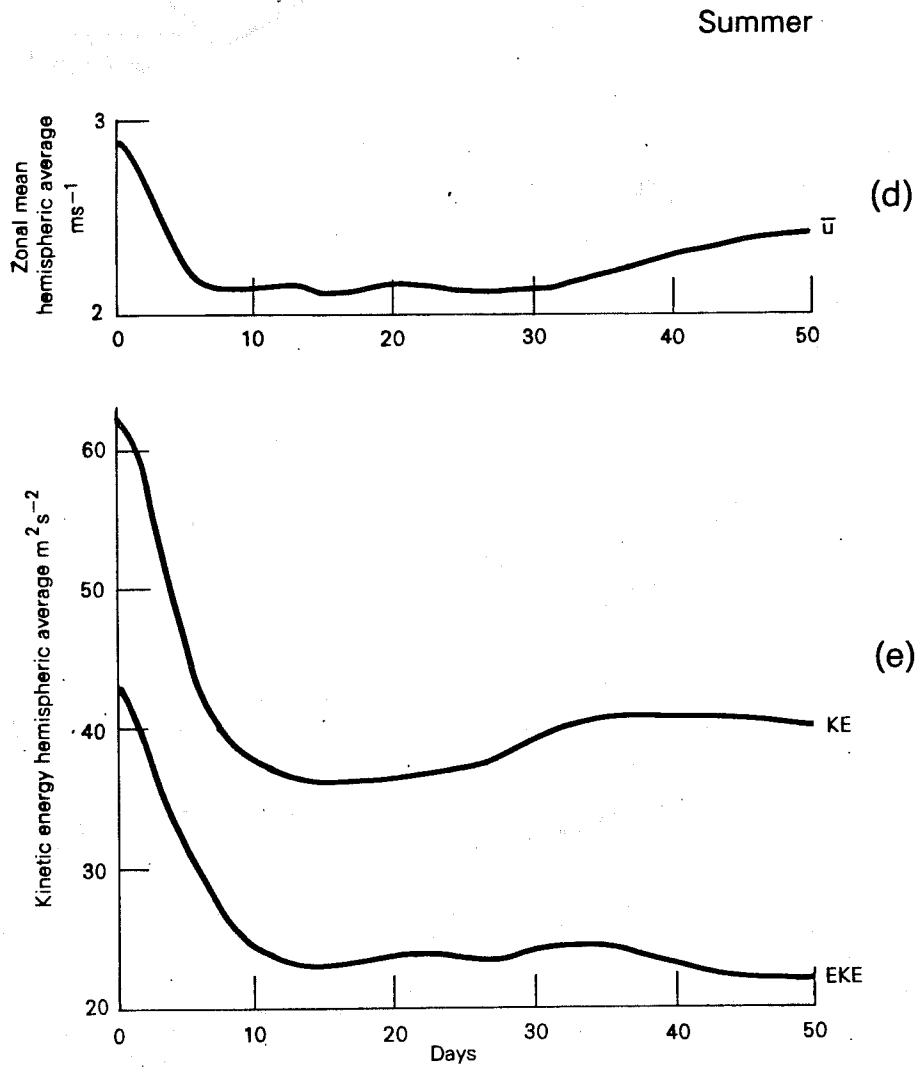 Summer
Zonal mean
hemispheric average
ms⁻¹
3
2
0
10
20
30
40
50
u̅
(d)
Kinetic energy hemispheric average m² s⁻²
60
50
40
30
20
0
10
20
30
40
50
Days
KE
EKE
(e)